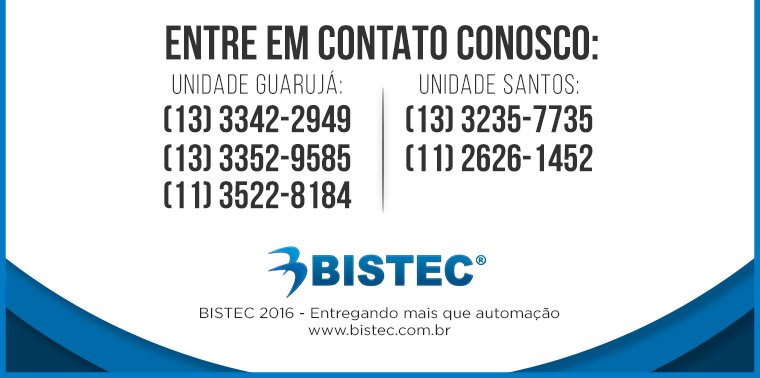 ENTRE EM CONTATO CONOSCO:
UNIDADE GUARUJÁ:
(13) 3342-2949
(13) 3352-9585
(11) 3522-8184
UNIDADE SANTOS:
(13) 3235-7735
(11) 2626-1452
BISTEC®
BISTEC 2016 - Entregando mais que automação
www.bistec.com.br